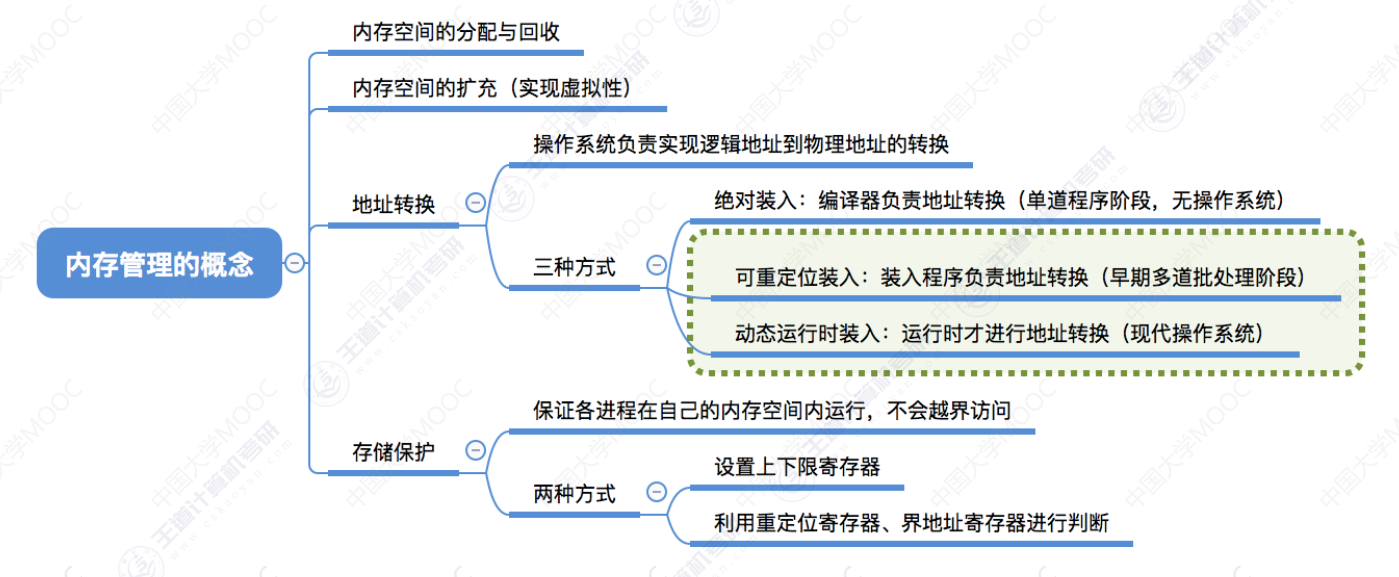 内存空间的分配与回收
内存空间的扩充（实现虚拟性）
操作系统负责实现逻辑地址到物理地址的转换
绝对装入：编译器负责地址转换（单道程序阶段，无操作系统）
地址转换
三种方式
可重定位装入：装入程序负责地址转换（早期多道批处理阶段）
动态运行时装入：运行时才进行地址转换（现代操作系统）
内存管理的概念
保证各进程在自己的内存空间内运行，不会越界访问
存储保护
设置上下限寄存器
两种方式
利用重定位寄存器、界地址寄存器进行判断
中国大学MOOC
王道计算机考研
www.cskaoyan.com